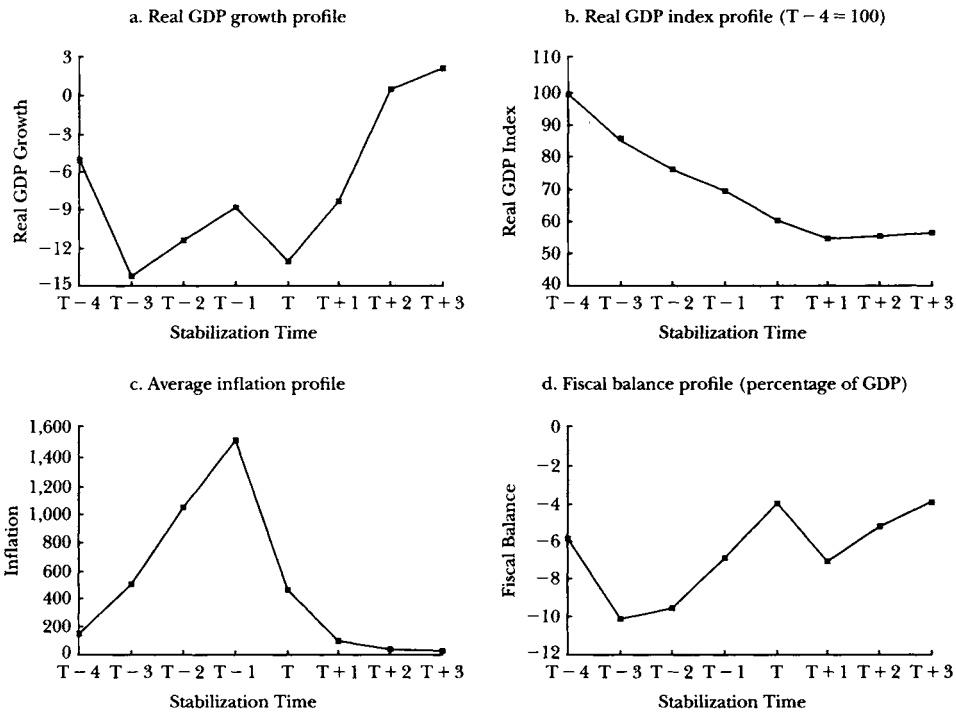 a. Real GDP growth profile
Real GDP Growth
3
0
−3
−6
−9
−12
−15
T − 4 T − 3 T − 2 T − 1 T T + 1 T + 2 T + 3
Stabilization Time
b. Real GDP index profile (T − 4 = 100)
Real GDP Index
110
100
90
80
70
60
50
40
T − 4 T − 3 T − 2 T − 1 T T + 1 T + 2 T + 3
Stabilization Time
c. Average inflation profile
Inflation
1,600
1,400
1,200
1,000
800
600
400
200
0
T − 4 T − 3 T − 2 T − 1 T T + 1 T + 2 T + 3
Stabilization Time
d. Fiscal balance profile (percentage of GDP)
Fiscal Balance
0
−2
−4
−6
−8
−10
−12
T − 4 T − 3 T − 2 T − 1 T T + 1 T + 2 T + 3
Stabilization Time